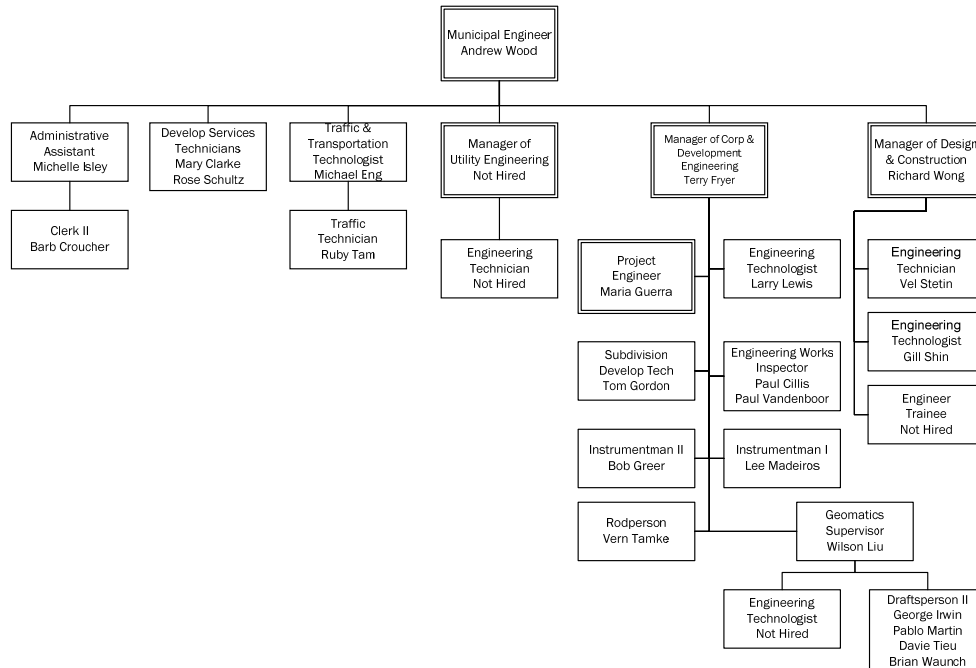 Municipal Engineer
Andrew Wood
Administrative
Assistant
Michelle Isley
Develop Services
Technicians
Mary Clarke
Rose Schultz
Traffic &
Transportation
Technologist
Michael Eng
Manager of
Utility Engineering
Not Hired
Manager of Corp &
Development
Engineering
Terry Fryer
Manager of Design
& Construction
Richard Wong
Clerk II
Barb Croucher
Traffic
Technician
Ruby Tam
Engineering
Technician
Not Hired
Project
Engineer
Maria Guerra
Engineering
Technologist
Larry Lewis
Engineering
Technician
Vel Stetin
Engineering
Technologist
Gill Shin
Subdivision
Develop Tech
Tom Gordon
Engineering Works
Inspector
Paul Cillis
Paul Vandenboor
Engineer
Trainee
Not Hired
Instrumentman II
Bob Greer
Instrumentman I
Lee Madeiros
Rodperson
Vern Tamke
Geomatics
Supervisor
Wilson Liu
Engineering
Technologist
Not Hired
Draftsperson II
George Irwin
Pablo Martin
Davie Tieu
Brian Waunch